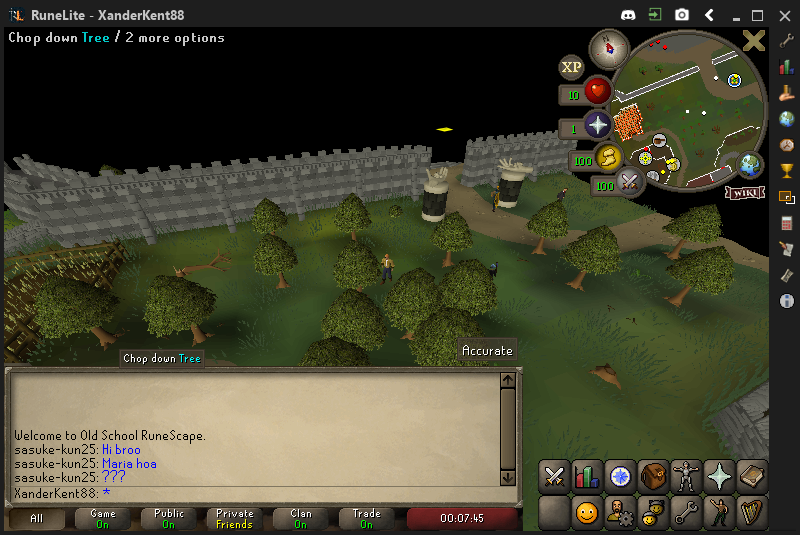 RuneLite - XanderKent88
Chop down Tree / 2 more options
XP
10
1
100
100
WIKI
Chop down Tree
Accurate
Welcome to Old School RuneScape.
sasuke-kun25: Hi broo
sasuke-kun25: Maria hoa
sasuke-kun25: ???
XanderKent88: *
All
Game
On
Public
On
Private
Friends
Clan
On
Trade
On
00:07:45